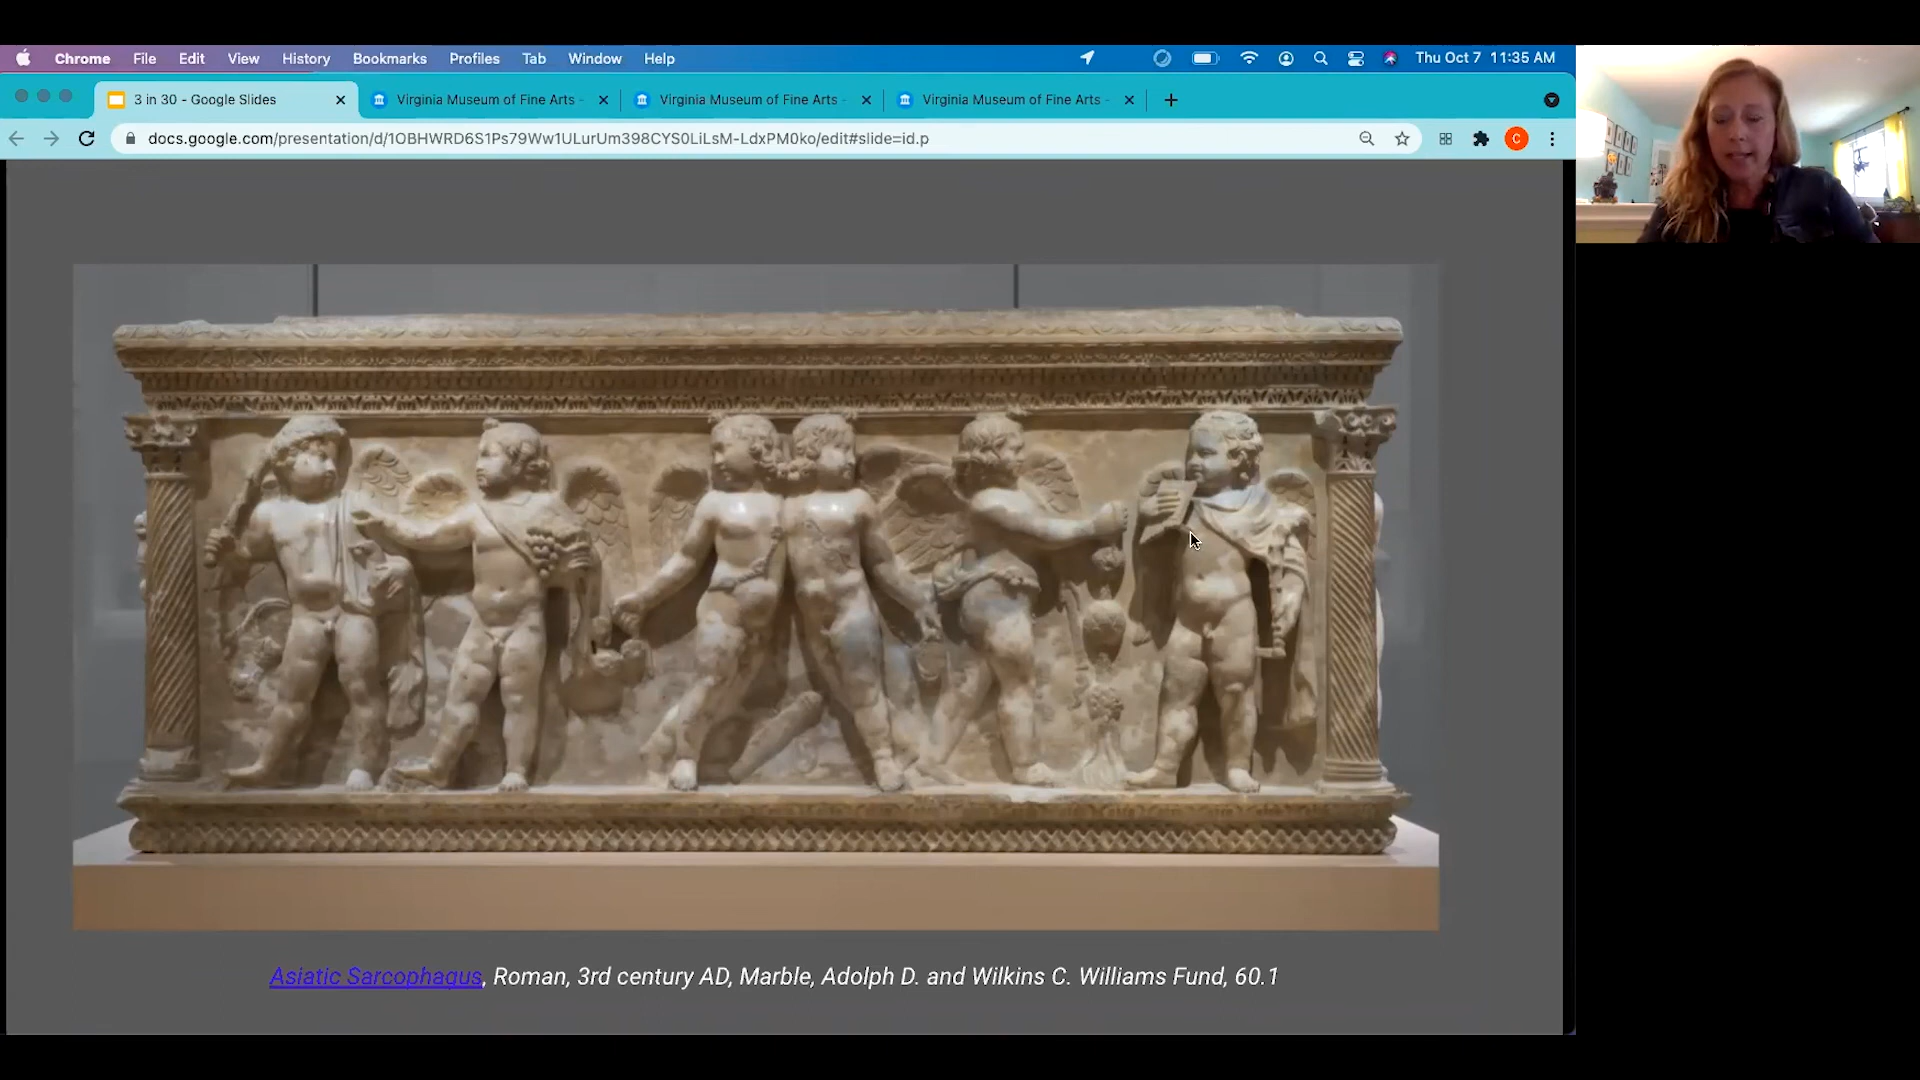 Chrome File Edit View History Bookmarks Profiles Tab Window Help Thu Oct 7 11:35 AM
3 in 30 - Google Slides Virginia Museum of Fine Arts - Virginia Museum of Fine Arts - Virginia Museum of Fine Arts -
docs.google.com/presentation/d/1OBHWRD6S1Ps79Ww1ULurUm398CYS0LiLsM-LdxPM0ko/edit#slide=id.p C
Asiatic Sarcophagus, Roman, 3rd century AD, Marble, Adolph D. and Wilkins C. Williams Fund, 60.1